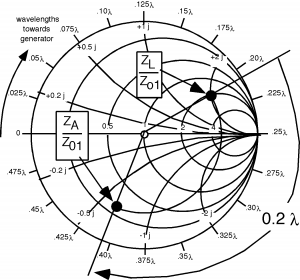 .125λ
.10λ
.15λ
wavelengths
towards
generator
.075λ
+1 j
.175λ
+0.5 j
+2 j
.05λ
Z_L
Z_01
.20λ
.025λ
+0.2 j
Z_A
Z_01
0
0.5
1
2
4
.25λ
.475λ
-0.2 j
.275λ
.45λ
-0.5 j
-2 j
.30λ
0.2 λ
.425λ
-1 j
.40λ
.375λ
.35λ